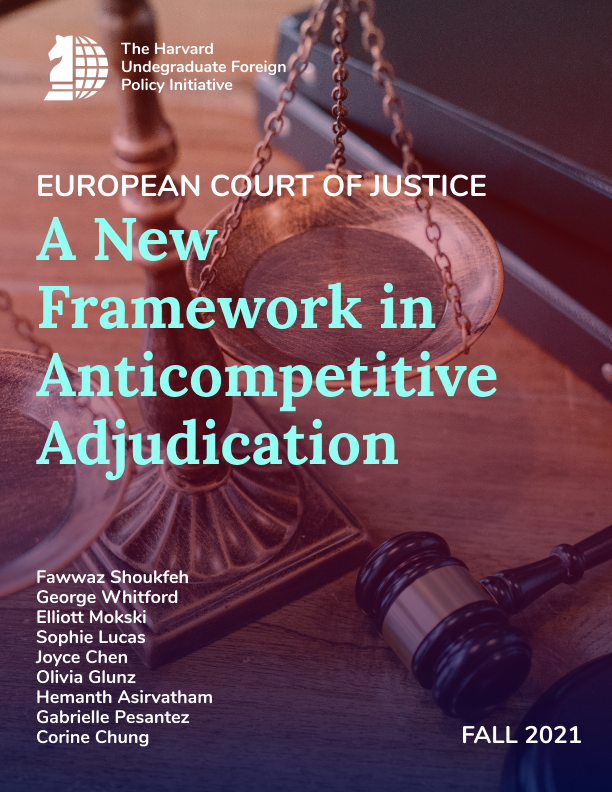 The Harvard
Undergraduate Foreign
Policy Initiative
EUROPEAN COURT OF JUSTICE
A New
Framework in
Anticompetitive
Adjudication
Fawwaz Shoukfeh
George Whitford
Elliott Mokski
Sophie Lucas
Joyce Chen
Olivia Glunz
Hemanth Asirvatham
Gabrielle Pesantez
Corine Chung
FALL 2021